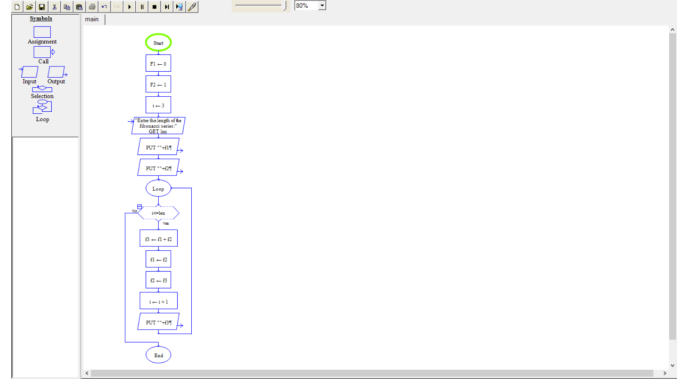 80%
Symbols
main
Assignment
Call
Input Output
Selection
Loop
Start
F1 ← 0
F2 ← 1
i ← 3
"Enter the length of the
fibonacci series:"
GET len
PUT " "+f1¶
PUT " "+f2¶
Loop
i<=len
f3 ← f1 + f2
f1 ← f2
f2 ← f3
i ← i + 1
PUT " "+f3¶
End